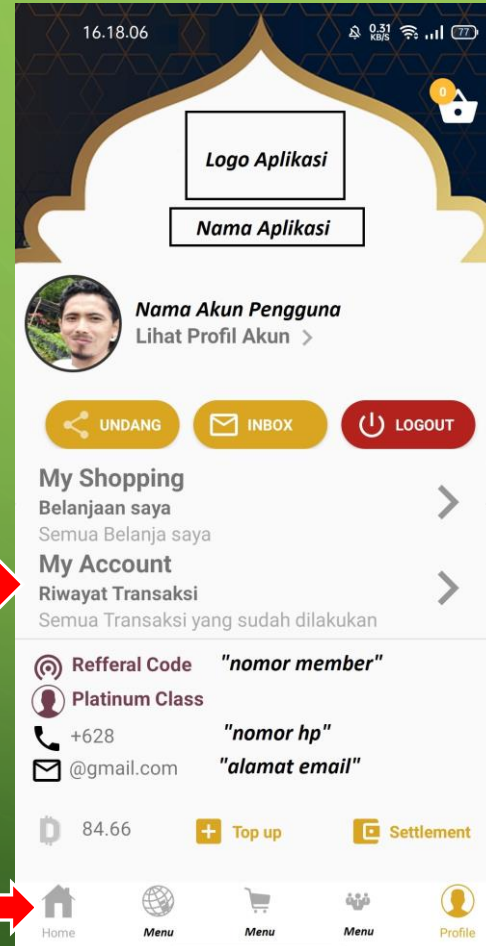 16.18.06
0.31 KB/S 77
0
Logo Aplikasi
Nama Aplikasi
Nama Akun Pengguna
Lihat Profil Akun >
UNDANG INBOX LOGOUT
My Shopping
Belanjaan saya
Semua Belanja saya
My Account
Riwayat Transaksi
Semua Transaksi yang sudah dilakukan
Refferal Code "nomor member"
Platinum Class
+628 "nomor hp"
@gmail.com "alamat email"
84.66 Top up Settlement
Home Menu Menu Menu Profile